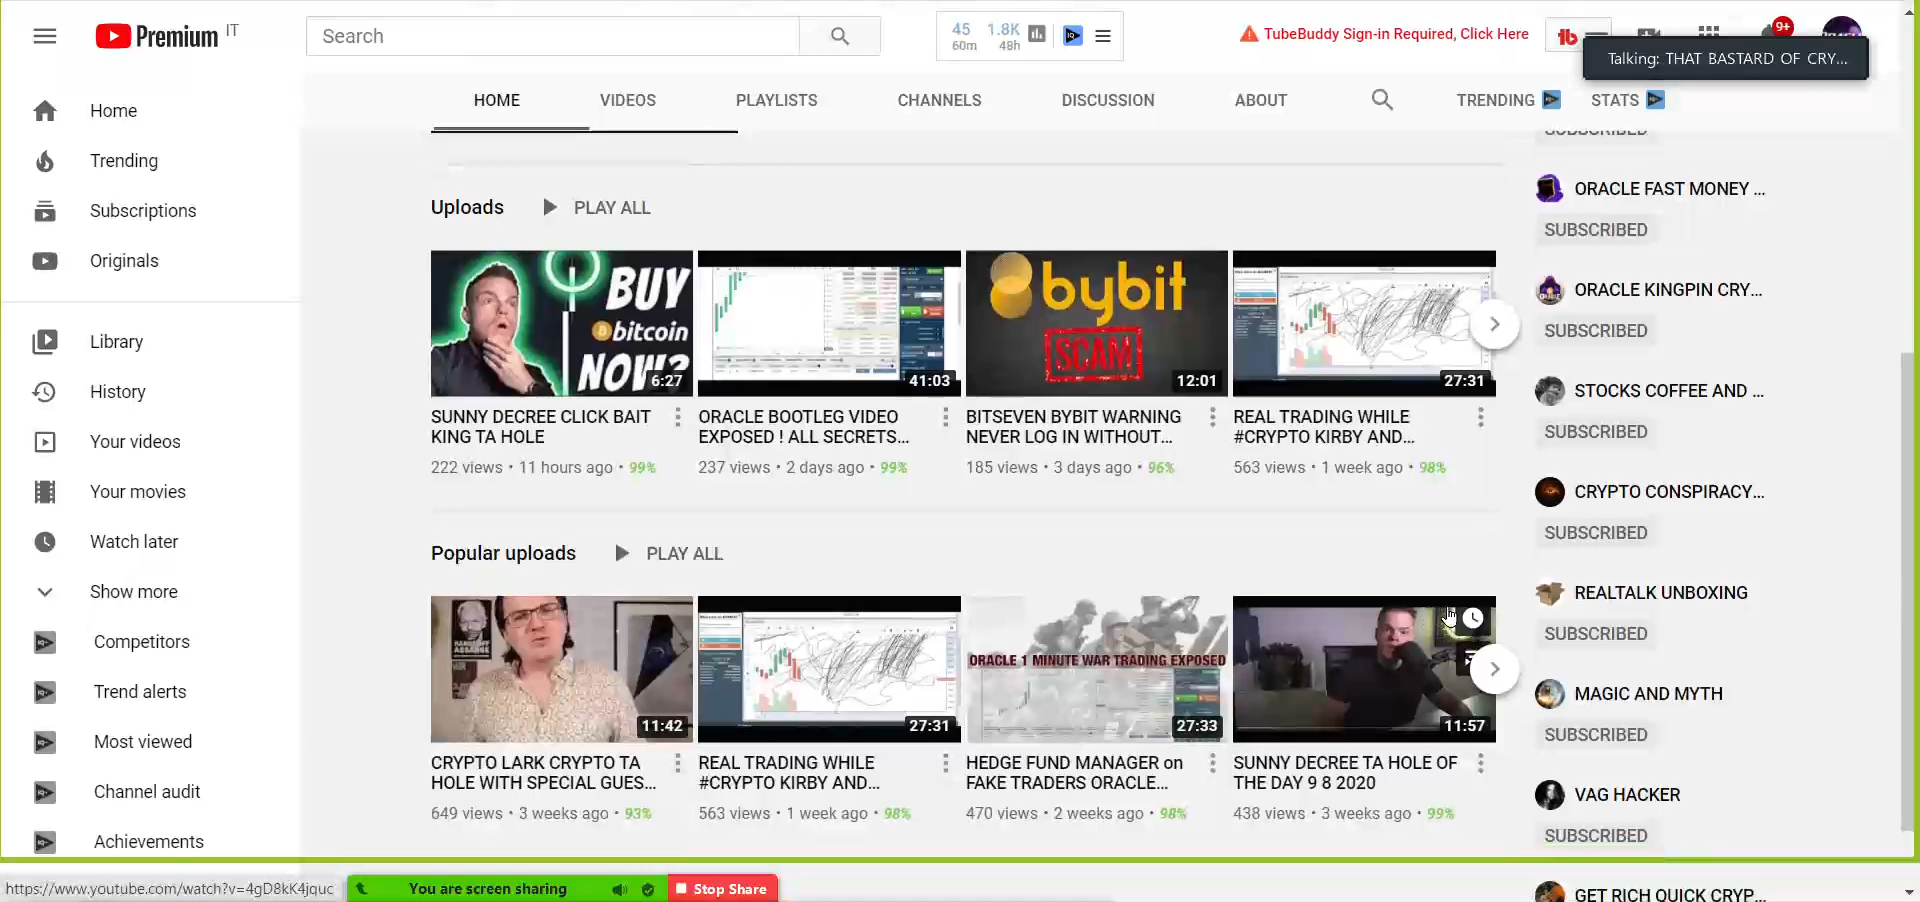 Premium IT
Search
45 60m
1.8K 48h
TubeBuddy Sign-in Required, Click Here
9+
Talking: THAT BASTARD OF CRY...
HOME
VIDEOS
PLAYLISTS
CHANNELS
DISCUSSION
ABOUT
TRENDING
STATS
Home
Trending
Subscriptions
Originals
Library
History
Your videos
Your movies
Watch later
Show more
Competitors
Trend alerts
Most viewed
Channel audit
Achievements
Uploads
PLAY ALL
BUY
bitcoin
NOW?
6:27
SUNNY DECREE CLICK BAIT
KING TA HOLE
222 views • 11 hours ago • 99%
41:03
ORACLE BOOTLEG VIDEO
EXPOSED ! ALL SECRETS...
237 views • 2 days ago • 99%
bybit
SCAM
12:01
BITSEVEN BYBIT WARNING
NEVER LOG IN WITHOUT...
185 views • 3 days ago • 96%
27:31
REAL TRADING WHILE
#CRYPTO KIRBY AND...
563 views • 1 week ago • 98%
Popular uploads
PLAY ALL
11:42
CRYPTO LARK CRYPTO TA
HOLE WITH SPECIAL GUES...
649 views • 3 weeks ago • 93%
27:31
REAL TRADING WHILE
#CRYPTO KIRBY AND...
563 views • 1 week ago • 98%
ORACLE 1 MINUTE WAR TRADING EXPOSED
27:33
HEDGE FUND MANAGER on
FAKE TRADERS ORACLE...
470 views • 2 weeks ago • 98%
11:57
SUNNY DECREE TA HOLE OF
THE DAY 9 8 2020
438 views • 3 weeks ago • 99%
SUBSCRIBED
ORACLE FAST MONEY ...
SUBSCRIBED
ORACLE KINGPIN CRY...
SUBSCRIBED
STOCKS COFFEE AND ...
SUBSCRIBED
CRYPTO CONSPIRACY...
SUBSCRIBED
REALTALK UNBOXING
SUBSCRIBED
MAGIC AND MYTH
SUBSCRIBED
VAG HACKER
SUBSCRIBED
GET RICH QUICK CRYP...
https://www.youtube.com/watch?v=4gD8kK4jquc
You are screen sharing
Stop Share